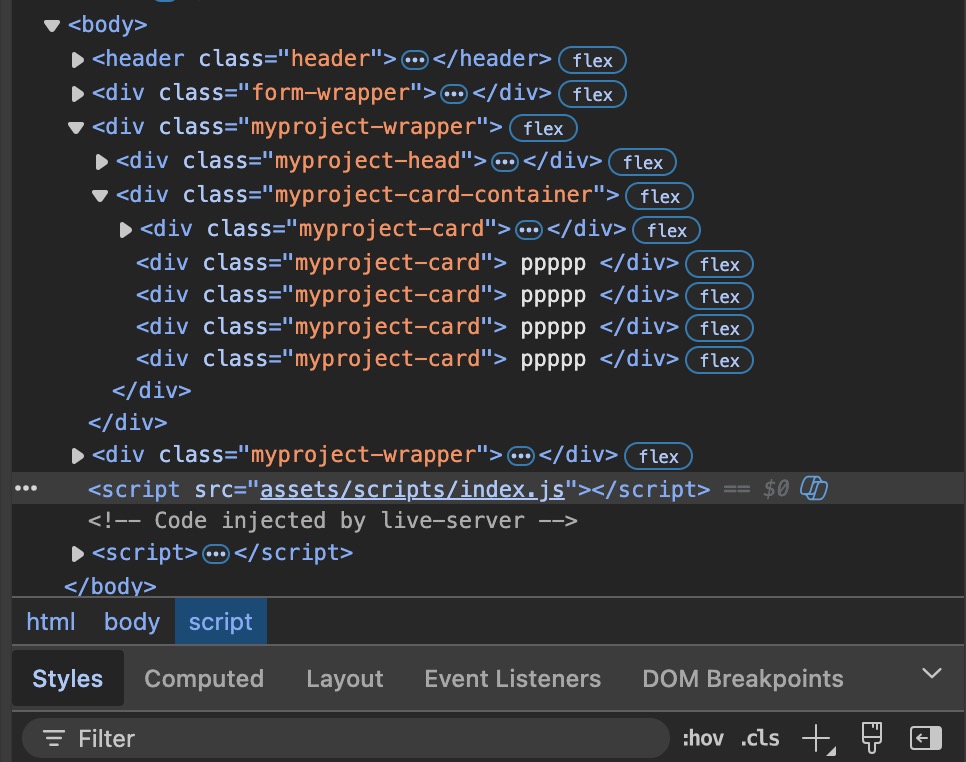 <body>
<header class="header">…</header> flex
<div class="form-wrapper">…</div> flex
<div class="myproject-wrapper"> flex
<div class="myproject-head">…</div> flex
<div class="myproject-card-container"> flex
<div class="myproject-card">…</div> flex
<div class="myproject-card"> ppppp </div> flex
<div class="myproject-card"> ppppp </div> flex
<div class="myproject-card"> ppppp </div> flex
<div class="myproject-card"> ppppp </div> flex
</div>
</div>
<div class="myproject-wrapper">…</div> flex
… <script src="assets/scripts/index.js"></script> == $0
<!-- Code injected by live-server -->
<script>…</script>
</body>
html body script
Styles Computed Layout Event Listeners DOM Breakpoints
Filter :hov .cls